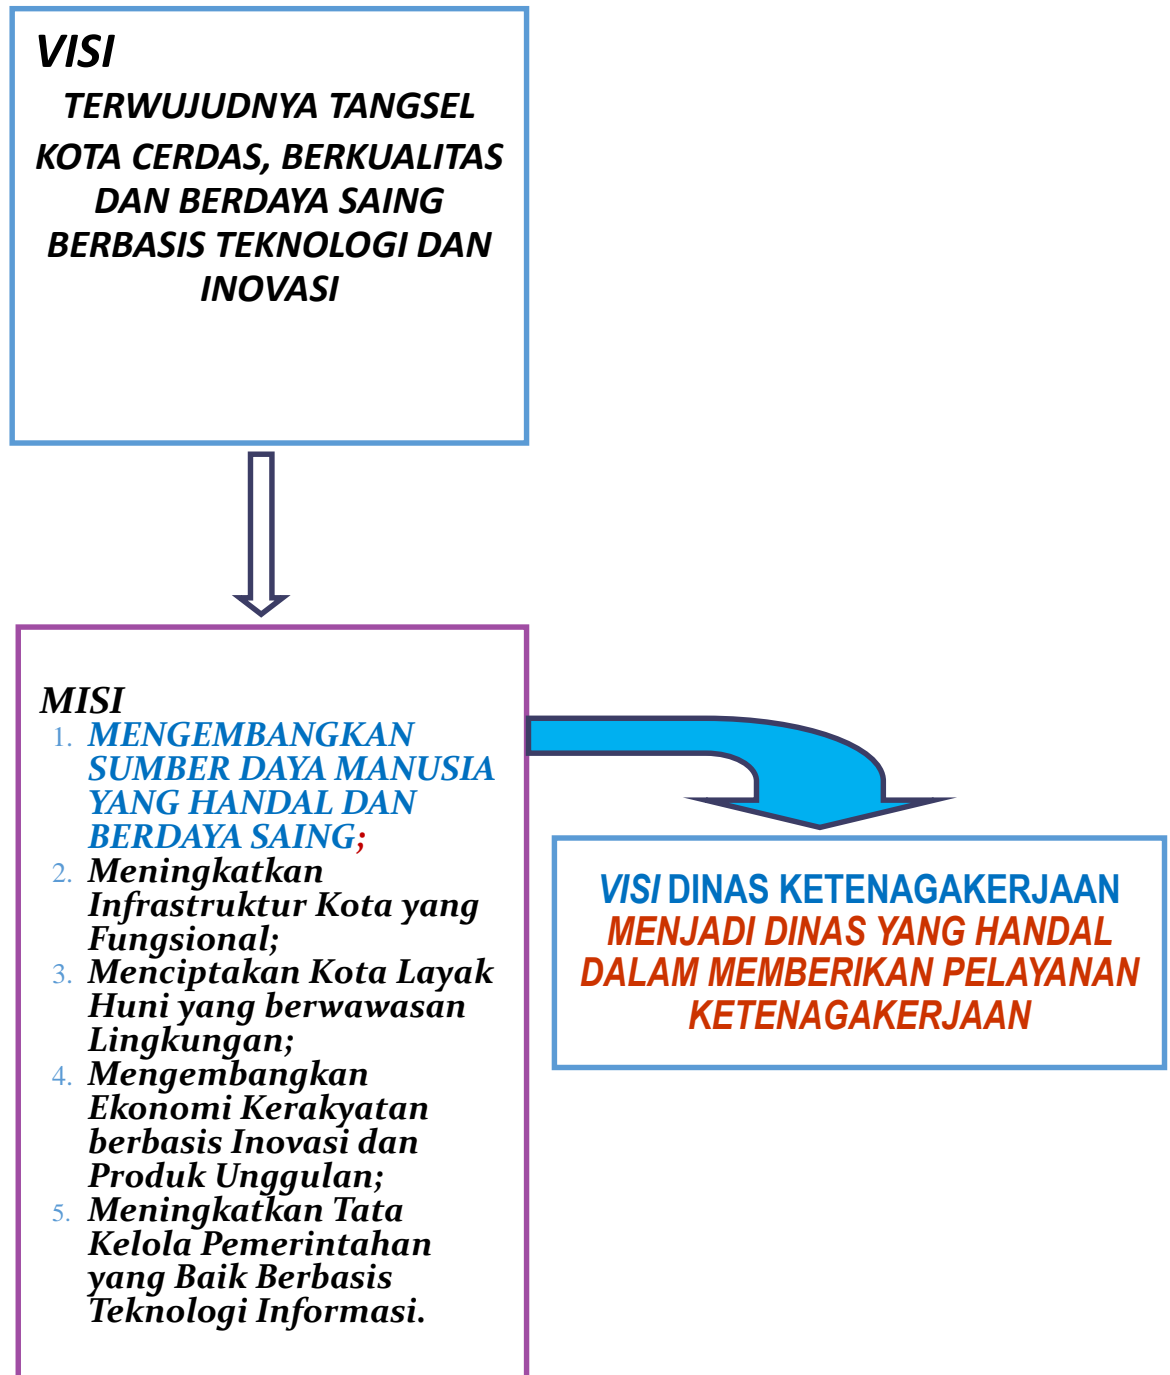 VISI
TERWUJUDNYA TANGSEL
KOTA CERDAS, BERKUALITAS
DAN BERDAYA SAING
BERBASIS TEKNOLOGI DAN
INOVASI
MISI
1. MENGEMBANGKAN
SUMBER DAYA MANUSIA
YANG HANDAL DAN
BERDAYA SAING;
2. Meningkatkan
Infrastruktur Kota yang
Fungsional;
3. Menciptakan Kota Layak
Huni yang berwawasan
Lingkungan;
4. Mengembangkan
Ekonomi Kerakyatan
berbasis Inovasi dan
Produk Unggulan;
5. Meningkatkan Tata
Kelola Pemerintahan
yang Baik Berbasis
Teknologi Informasi.
VISI DINAS KETENAGAKERJAAN
MENJADI DINAS YANG HANDAL
DALAM MEMBERIKAN PELAYANAN
KETENAGAKERJAAN